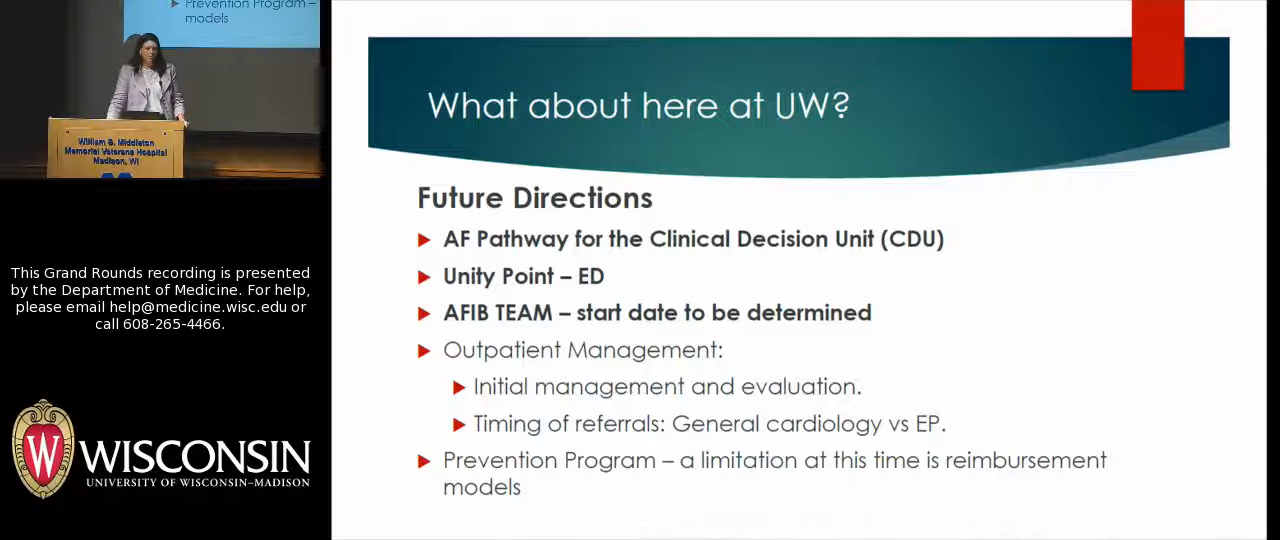 Prevention Program –
models
William S. Middleton
Memorial Veterans Hospital
Madison, WI
This Grand Rounds recording is presented
by the Department of Medicine. For help,
please email help@medicine.wisc.edu or
call 608-265-4466.
W WISCONSIN
UNIVERSITY OF WISCONSIN–MADISON
What about here at UW?
Future Directions
AF Pathway for the Clinical Decision Unit (CDU)
Unity Point – ED
AFIB TEAM – start date to be determined
Outpatient Management:
Initial management and evaluation.
Timing of referrals: General cardiology vs EP.
Prevention Program – a limitation at this time is reimbursement
models